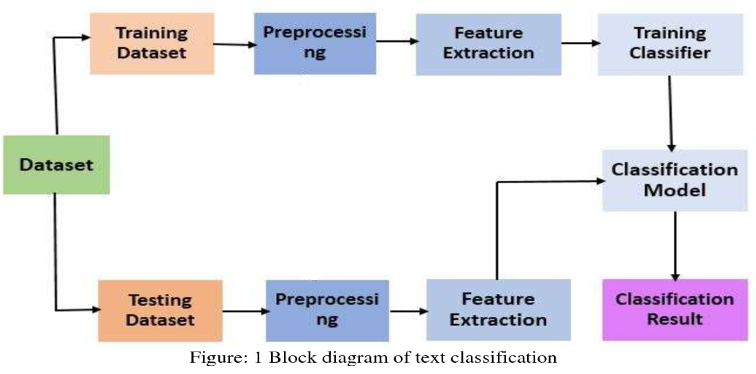 Training
Dataset
Preprocessi
ng
Feature
Extraction
Training
Classifier
Dataset
Classification
Model
Testing
Dataset
Preprocessi
ng
Feature
Extraction
Classification
Result
Figure: 1 Block diagram of text classification